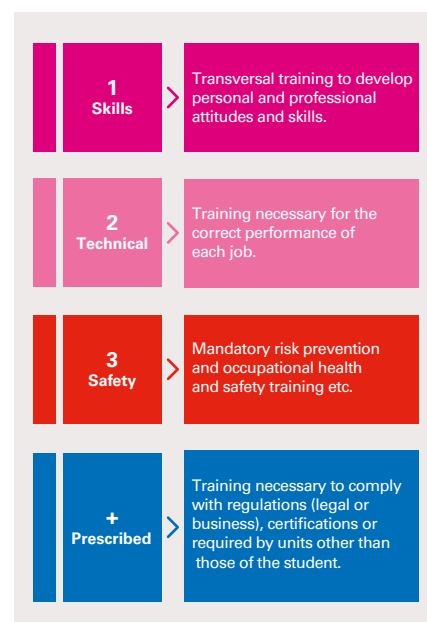 1
Skills
Transversal training to develop
personal and professional
attitudes and skills.
2
Technical
Training necessary for the
correct performance of
each job.
3
Safety
Mandatory risk prevention
and occupational health
and safety training etc.
+
Prescribed
Training necessary to comply
with regulations (legal or
business), certifications or
required by units other than
those of the student.